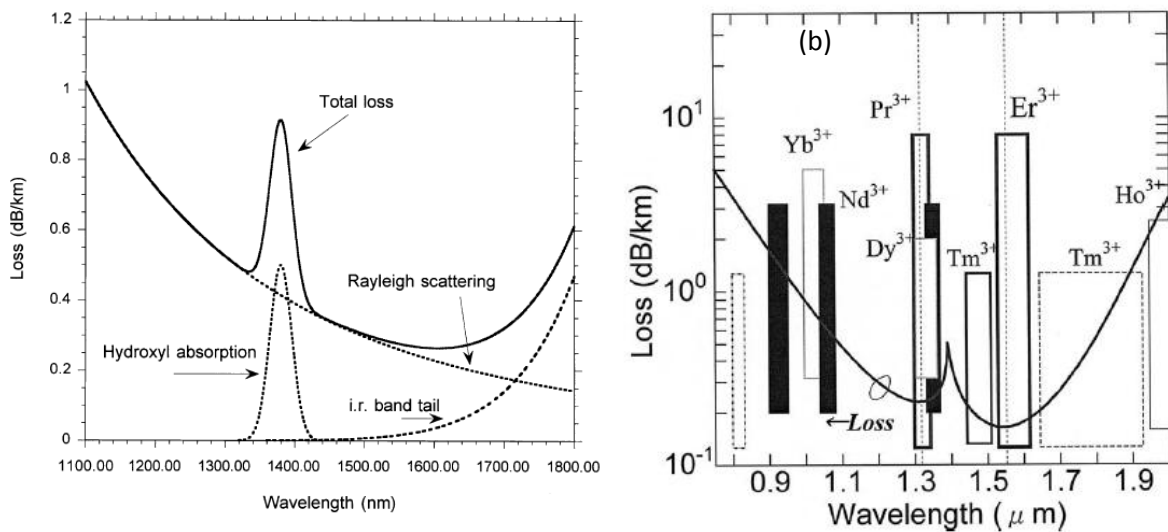 1.2
1
0.8
0.6
0.4
0.2
0
Loss (dB/km)
Total loss
Rayleigh scattering
Hydroxyl absorption
i.r. band tail
1100.00 1200.00 1300.00 1400.00 1500.00 1600.00 1700.00 1800.00
Wavelength (nm)
(b)
10¹
10⁰
10⁻¹
Loss (dB/km)
Pr³⁺
Er³⁺
Yb³⁺
Nd³⁺
Ho³⁺
Dy³⁺
Tm³⁺
Tm³⁺
←Loss
0.9 1.1 1.3 1.5 1.7 1.9
Wavelength ( μ m)